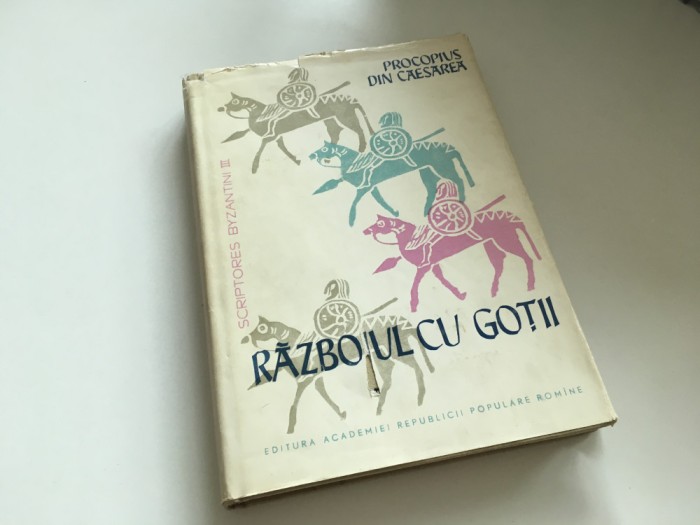 PROCOPIUS
DIN CAESAREA
SCRIPTORES BYZANTINI III
RĂZBOIUL CU GOȚII
EDITURA ACADEMIEI REPUBLICII POPULARE ROMÎNE